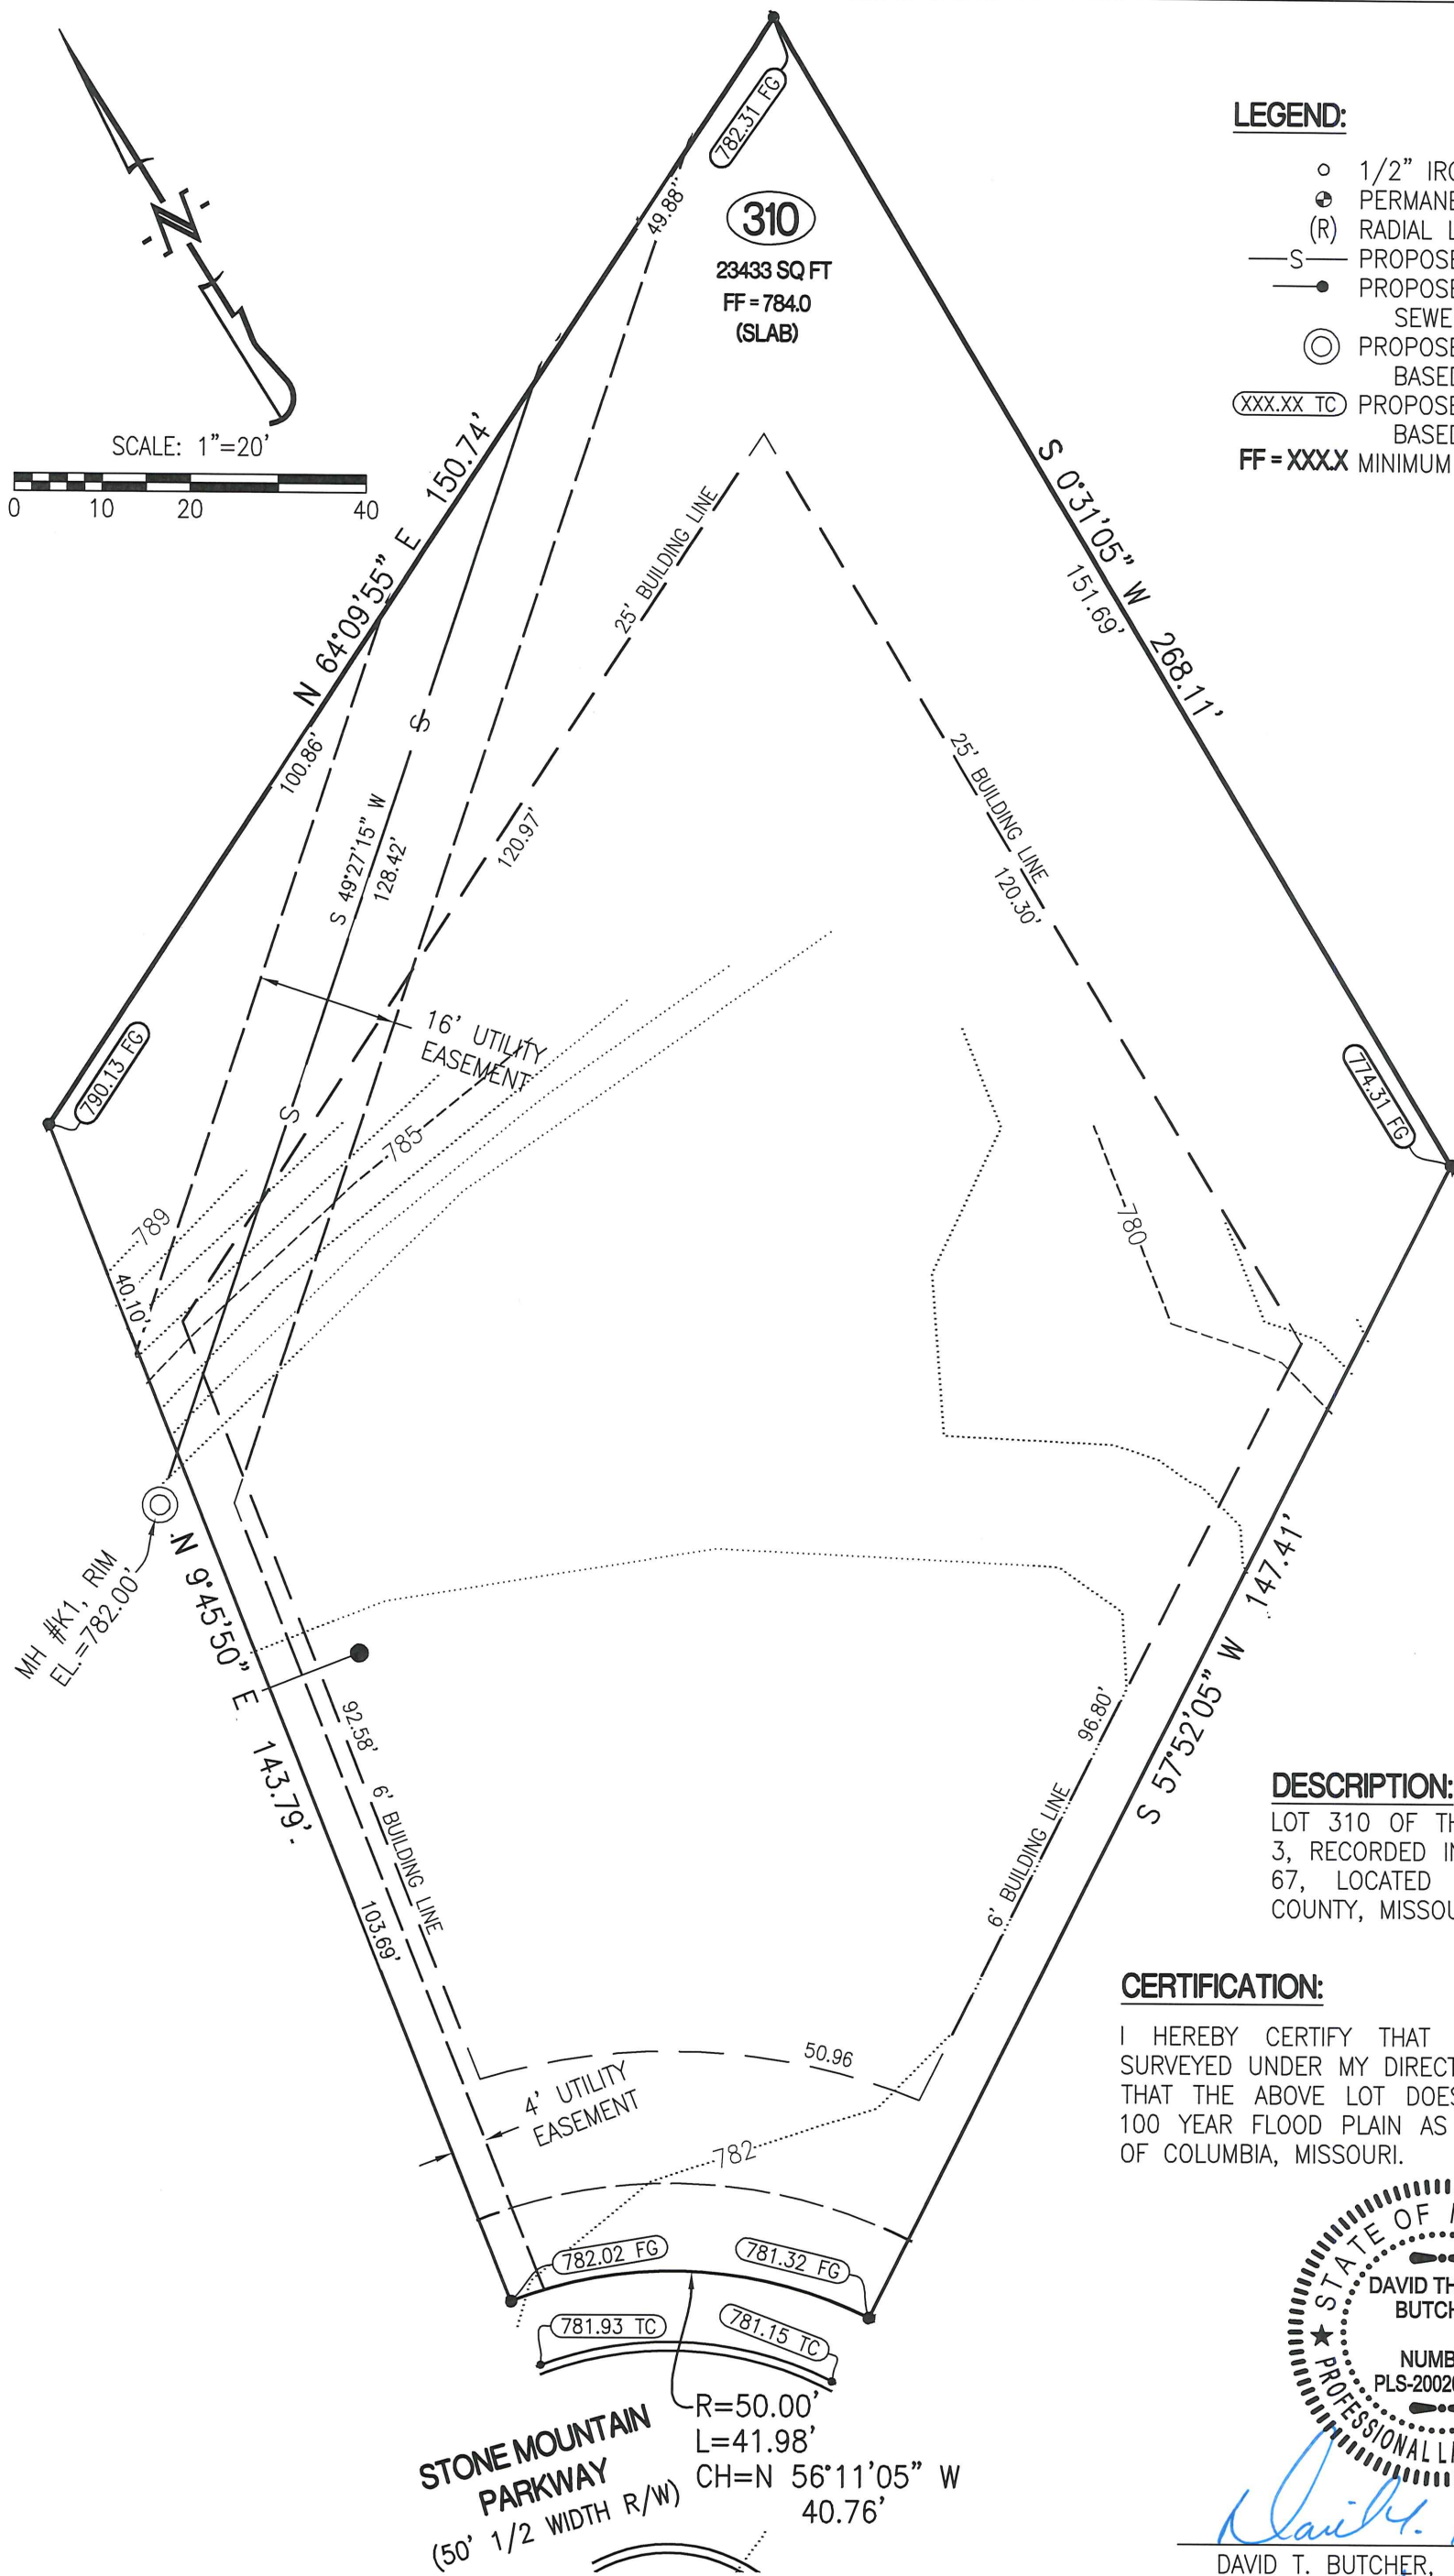 782.31 FG
LEGEND:
1/2" IRO
PERMANE
(R) RADIAL L
S PROPOSE
PROPOSE
SEWE
PROPOSE
BASED
XXX.XX TC PROPOSE
BASED
FF = XXX.X MINIMUM
N
SCALE: 1"=20'
0 10 20 40
49.88'
310
23433 SQ FT
FF = 784.0
(SLAB)
N 64°09'55" E 150.74'
100.86'
25' BUILDING LINE
120.97'
S 0°31'05" W 268.11'
151.69'
25' BUILDING LINE
120.30'
S
S 49°27'15" W
128.42'
S
16' UTILITY
EASEMENT
790.13 FG
774.31 FG
785
789
780
40.10'
MH #K1, RIM
EL.=782.00'
N 9°45'50" E 143.79'
92.58'
6' BUILDING LINE
103.69'
96.80'
6' BUILDING LINE
S 57°52'05" W 147.41'
DESCRIPTION:
LOT 310 OF TH
3, RECORDED IN
67, LOCATED
COUNTY, MISSOU
CERTIFICATION:
I HEREBY CERTIFY THAT
SURVEYED UNDER MY DIRECT
THAT THE ABOVE LOT DOES
100 YEAR FLOOD PLAIN AS
OF COLUMBIA, MISSOURI.
50.96
4' UTILITY
EASEMENT
782
782.02 FG
781.32 FG
781.93 TC
781.15 TC
R=50.00'
L=41.98'
CH=N 56°11'05" W
40.76'
STONE MOUNTAIN
PARKWAY
(50' 1/2 WIDTH R/W)
STATE OF
DAVID TH
BUTCH
NUMB
PLS-2002
PROFESSIONAL L
DAVID T. BUTCHER,